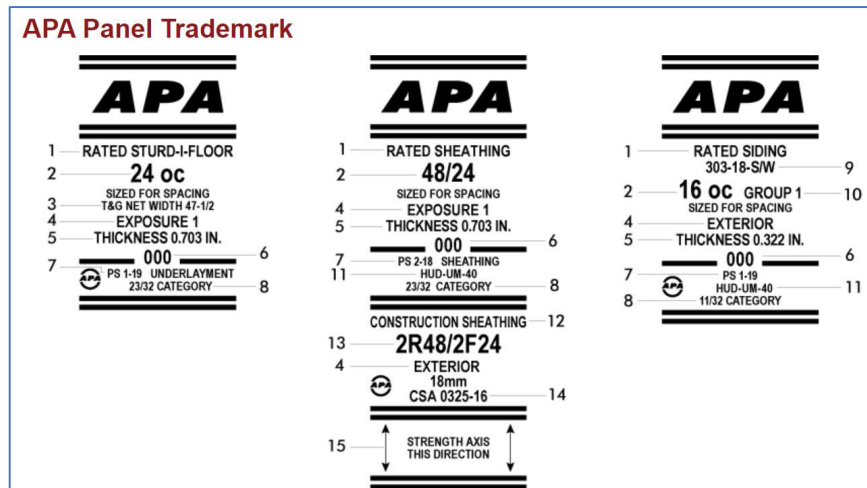 APA Panel Trademark
APA
1 RATED STURD-I-FLOOR
2 24 oc
SIZED FOR SPACING
3 T&G NET WIDTH 47-1/2
4 EXPOSURE 1
5 THICKNESS 0.703 IN.
000 6
7 PS 1-19 UNDERLAYMENT
APA
23/32 CATEGORY 8
APA
1 RATED SHEATHING
2 48/24
SIZED FOR SPACING
4 EXPOSURE 1
5 THICKNESS 0.703 IN.
000 6
7 PS 2-18 SHEATHING
11 HUD-UM-40
23/32 CATEGORY 8
CONSTRUCTION SHEATHING 12
13 2R48/2F24
4 EXTERIOR
APA
18mm
CSA 0325-16 14
15 STRENGTH AXIS
THIS DIRECTION
APA
1 RATED SIDING
303-18-S/W 9
2 16 oc GROUP 1 10
SIZED FOR SPACING
4 EXTERIOR
5 THICKNESS 0.322 IN.
000 6
7 PS 1-19
APA
HUD-UM-40 11
8 11/32 CATEGORY